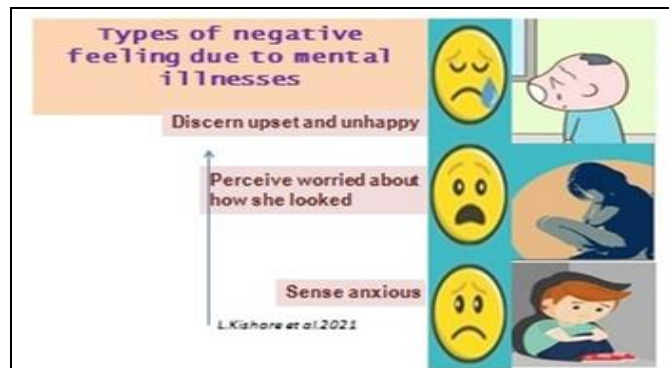 Types of negative
feeling due to mental
illnesses
Discern upset and unhappy
Perceive worried about
how she looked
Sense anxious
L.Kishore et al.2021